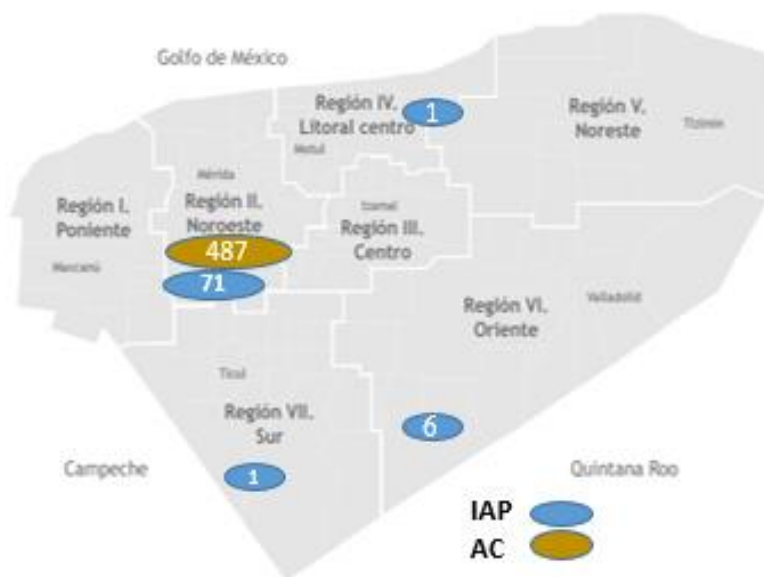 Golfo de México
Región IV.
Litoral centro
1
Motul
Región V.
Noreste
Tizimín
Mérida
Región II.
Noroeste
487
71
Región I.
Poniente
Maxcanú
Izamal
Región III.
Centro
Región VI.
Oriente
Valladolid
Ticul
Región VII.
Sur
6
1
Campeche
Quintana Roo
IAP
AC